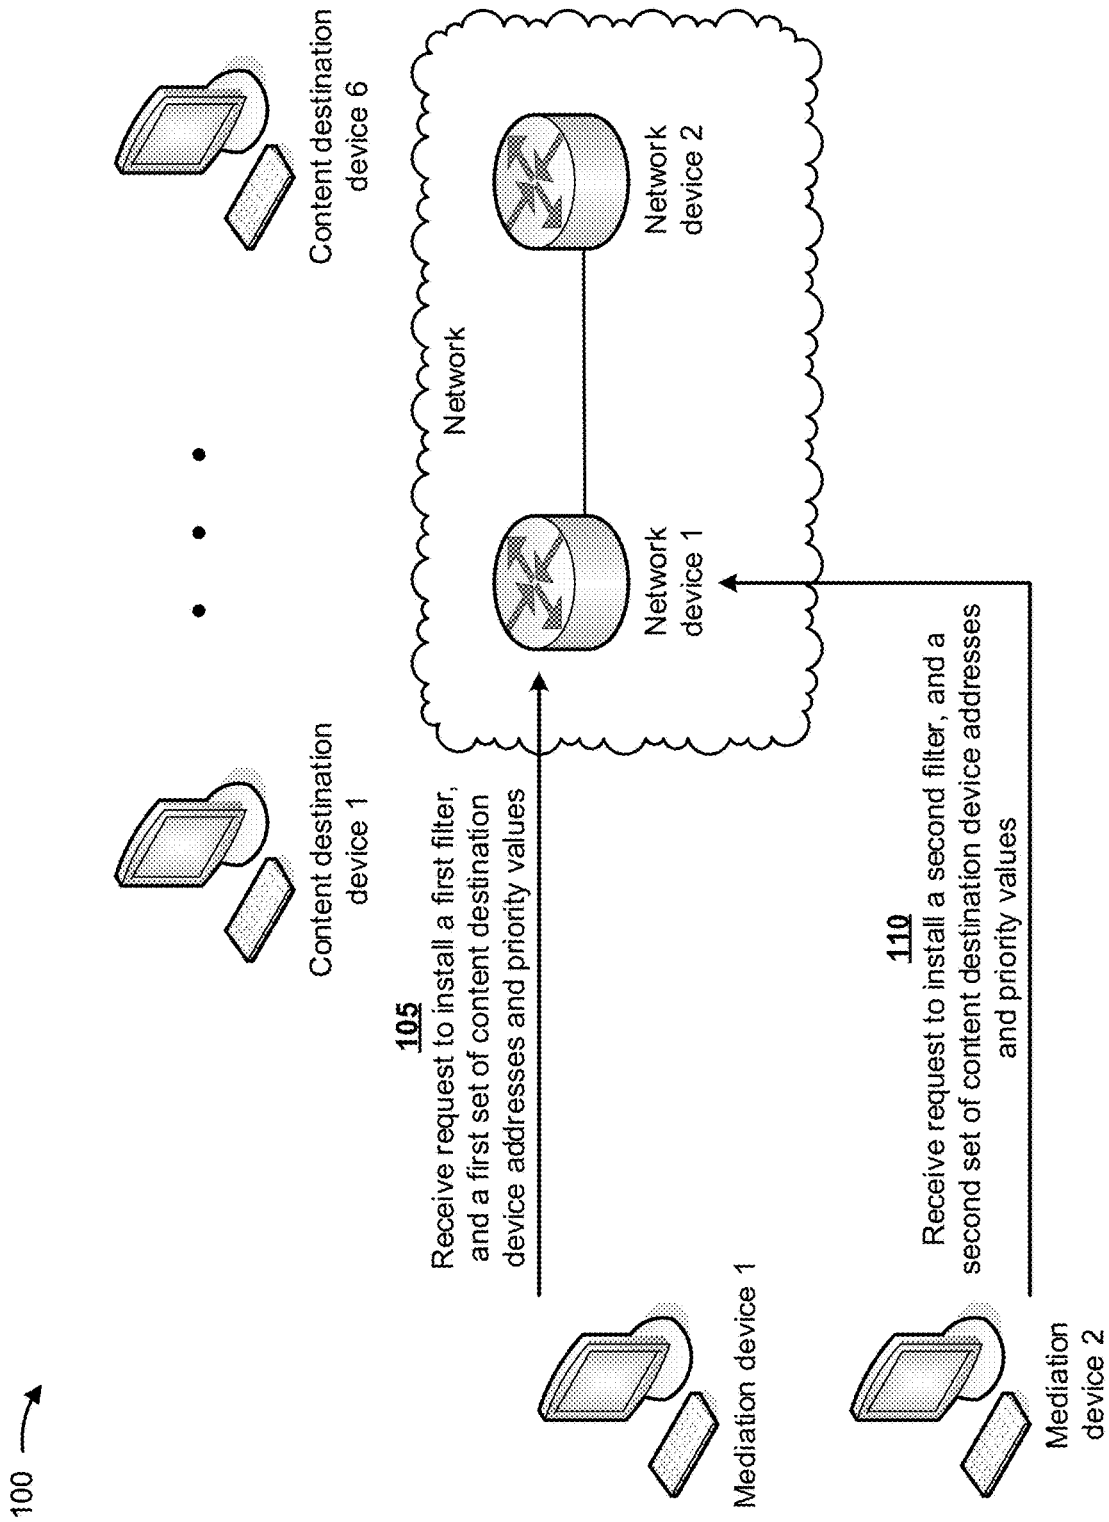 100
Content destination
device 1
Content destination
device 6
105
Receive request to install a first filter,
and a first set of content destination
device addresses and priority values
Network
Network
device 1
Network
device 2
Mediation device 1
110
Receive request to install a second filter, and a
second set of content destination device addresses
and priority values
Mediation
device 2